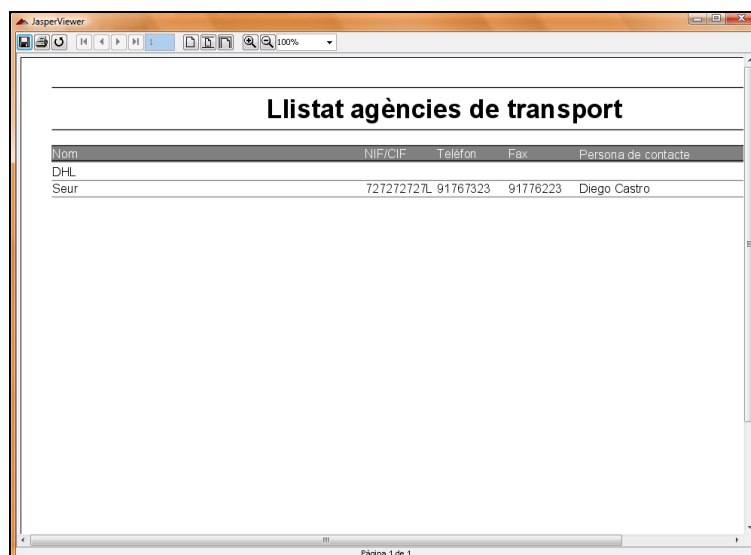 JasperViewer
1
100%
Llistat agències de transport
Nom NIF/CIF Telèfon Fax Persona de contacte
DHL
Seur 727272727L 91767323 91776223 Diego Castro
Pàgina 1 de 1